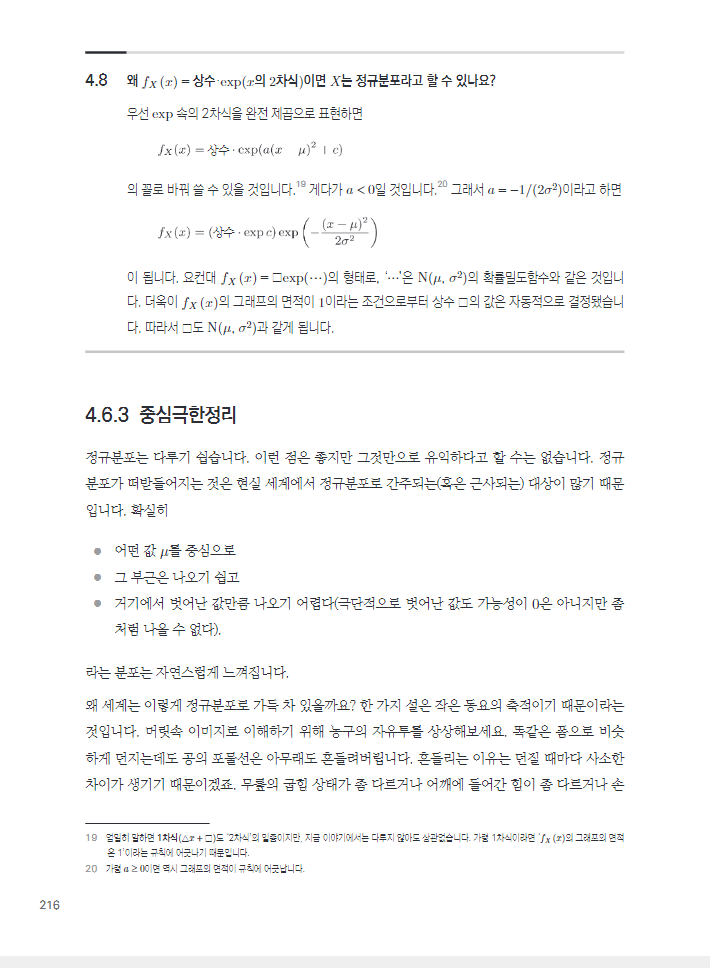 4.8 왜 fX (x) = 상수·exp(x의 2차식)이면 X는 정규분포라고 할 수 있나요?
우선 exp 속의 2차식을 완전 제곱으로 표현하면
fX(x) = 상수 · exp(a(x μ)² + c)
의 꼴로 바꿔 쓸 수 있을 것입니다.19 게다가 a < 0일 것입니다.20 그래서 a = −1/(2σ²)이라고 하면
fX(x) = (상수 · exp c) exp (−(x − μ)²/2σ²)
이 됩니다. 요컨대 fX (x) = □exp(⋯)의 형태로, ‘⋯’은 N(μ, σ²)의 확률밀도함수와 같은 것입니
다. 더욱이 fX (x)의 그래프의 면적이 1이라는 조건으로부터 상수 □의 값은 자동적으로 결정됐습니
다. 따라서 □도 N(μ, σ²)과 같게 됩니다.
4.6.3 중심극한정리
정규분포는 다루기 쉽습니다. 이런 점은 좋지만 그것만으로 유익하다고 할 수는 없습니다. 정규
분포가 떠받들어지는 것은 현실 세계에서 정규분포로 간주되는(혹은 근사되는) 대상이 많기 때문
입니다. 확실히
● 어떤 값 μ를 중심으로
● 그 부근은 나오기 쉽고
● 거기에서 벗어난 값만큼 나오기 어렵다(극단적으로 벗어난 값도 가능성이 0은 아니지만 좀
처럼 나올 수 없다).
라는 분포는 자연스럽게 느껴집니다.
왜 세계는 이렇게 정규분포로 가득 차 있을까요? 한 가지 설은 작은 동요의 축적이기 때문이라는
것입니다. 머릿속 이미지로 이해하기 위해 농구의 자유투를 상상해보세요. 똑같은 폼으로 비슷
하게 던지는데도 공의 포물선은 아무래도 흔들려버립니다. 흔들리는 이유는 던질 때마다 사소한
차이가 생기기 때문이겠죠. 무릎의 굽힘 상태가 좀 다르거나 어깨에 들어간 힘이 좀 다르거나 손
19 엄밀히 말하면 1차식(△x + □)도 ‘2차식’의 일종이지만, 지금 이야기에서는 다루지 않아도 상관없습니다. 가령 1차식이라면 ‘fX (x)의 그래프의 면적
은 1’이라는 규칙에 어긋나기 때문입니다.
20 가령 a ≥ 0이면 역시 그래프의 면적이 규칙에 어긋납니다.
216